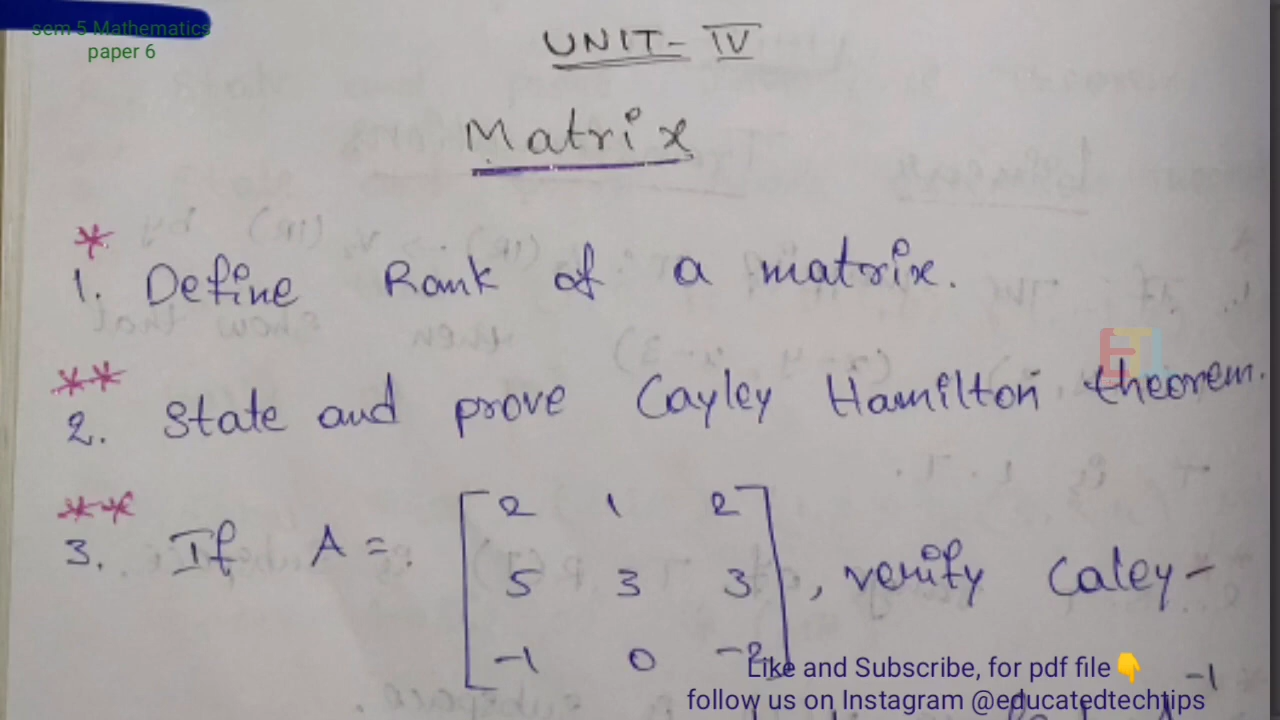 sem 5 Mathematics
paper 6
UNIT- IV
Matrix
*
1. Define Rank of a matrix.
**
2. State and prove Cayley Hamilton theorem.
**
3. If A = [2 1 2
5 3 3
-1 0 -2], verify Caley-
Like and Subscribe, for pdf file👇
follow us on Instagram @educatedtechtips
-1